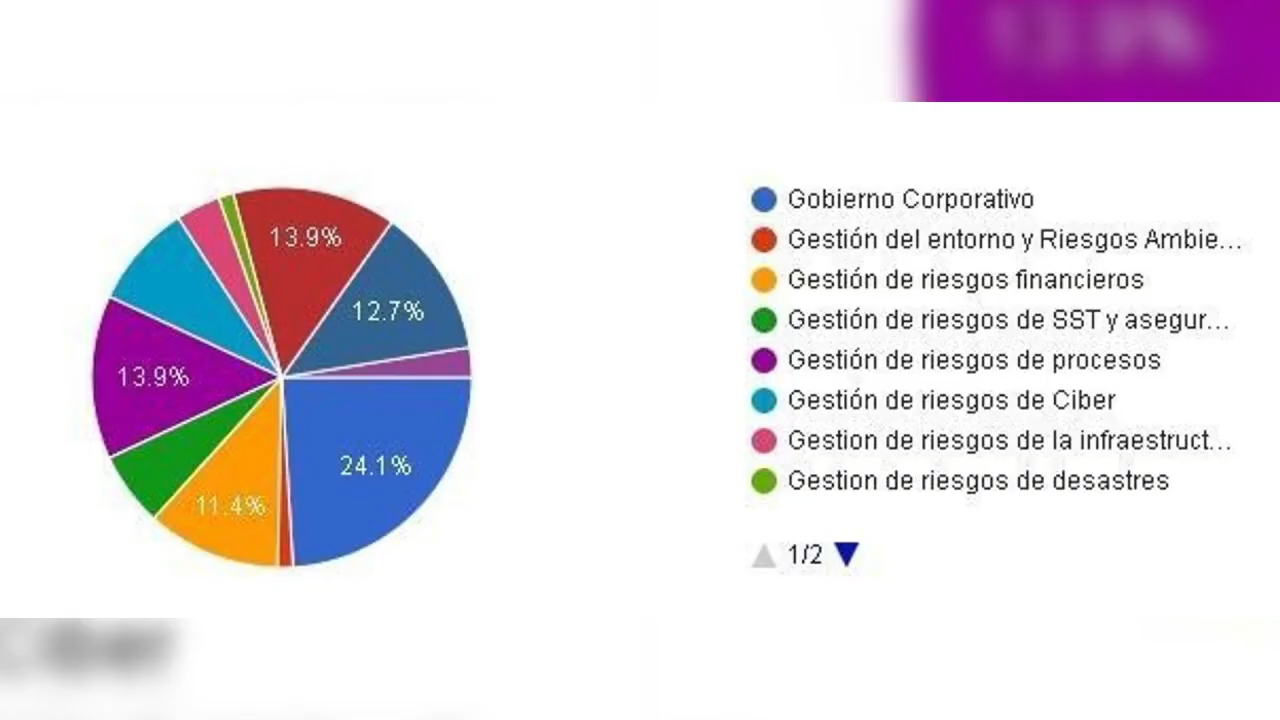 13.9%
12.7%
13.9%
24.1%
11.4%
Gobierno Corporativo
Gestión del entorno y Riesgos Ambie...
Gestión de riesgos financieros
Gestión de riesgos de SST y asegur...
Gestión de riesgos de procesos
Gestión de riesgos de Ciber
Gestion de riesgos de la infraestruct...
Gestion de riesgos de desastres
1/2
Ciber